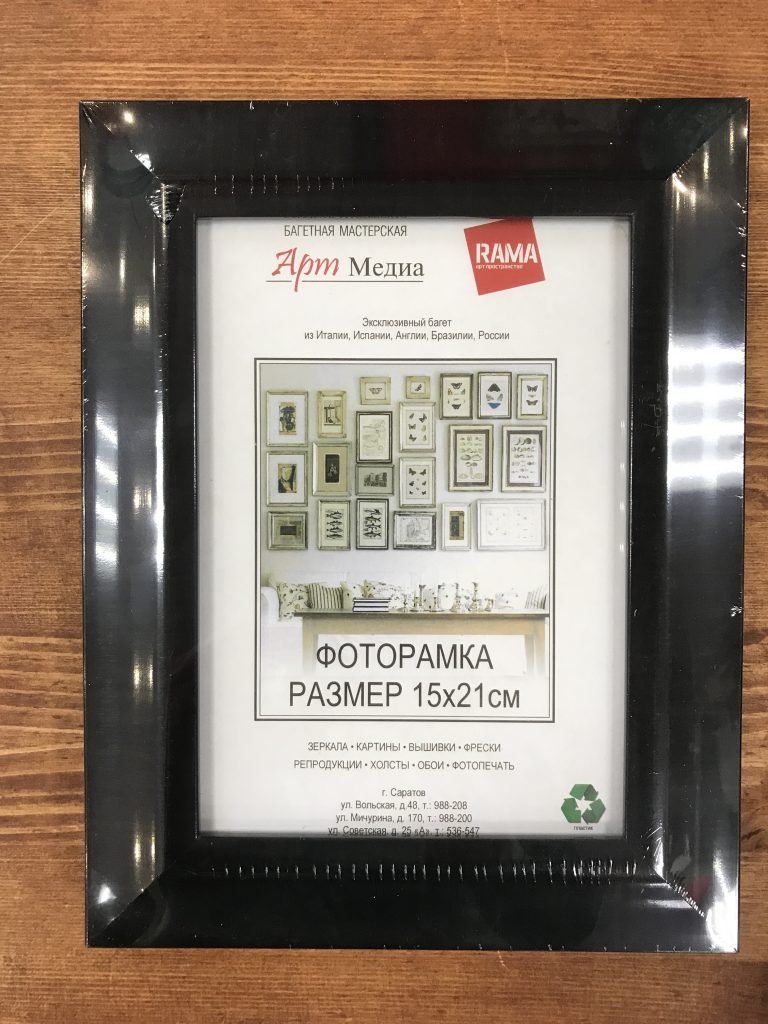 БАГЕТНАЯ МАСТЕРСКАЯ
Арт Медиа
RAMA
арт пространство
Эксклюзивный багет
из Италии, Испании, Англии, Бразилии, России
ФОТОРАМКА
РАЗМЕР 15х21см
ЗЕРКАЛА • КАРТИНЫ • ВЫШИВКИ • ФРЕСКИ
РЕПРОДУКЦИИ • ХОЛСТЫ • ОБОИ • ФОТОПЕЧАТЬ
г. Саратов
ул. Вольская, д.48, т.: 988-208
ул. Мичурина, д. 170, т.: 988-200
ул. Советская, д. 25 «А», т.: 536-547
ПЛАСТИК